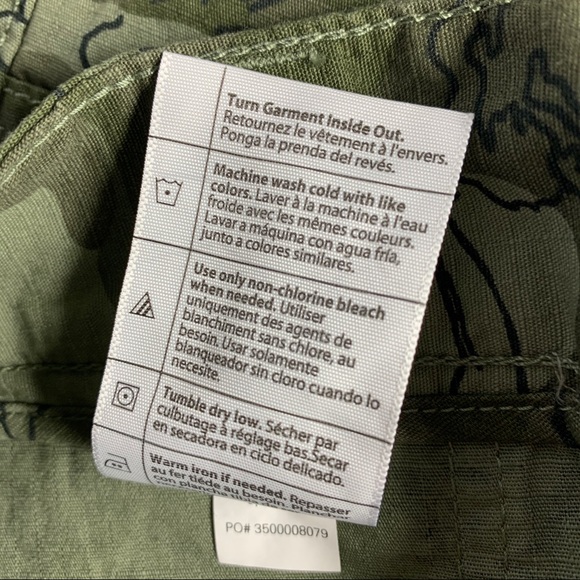 Turn Garment Inside Out.
Retournez le vêtement à l'envers.
Ponga la prenda del revés.
Machine wash cold with like
colors. Laver à la machine à l'eau
froide avec les mêmes couleurs.
Lavar a máquina con agua fría,
junto a colores similares.
Use only non-chlorine bleach
when needed. Utiliser
uniquement des agents de
blanchiment sans chlore, au
besoin. Usar solamente
blanqueador sin cloro cuando lo
necesite.
Tumble dry low. Sécher par
culbutage à réglage bas.Secar
en secadora en ciclo delicado.
Warm iron if needed. Repasser
au fer tiède au besoin. Planchar
con plancha
PO# 3500008079